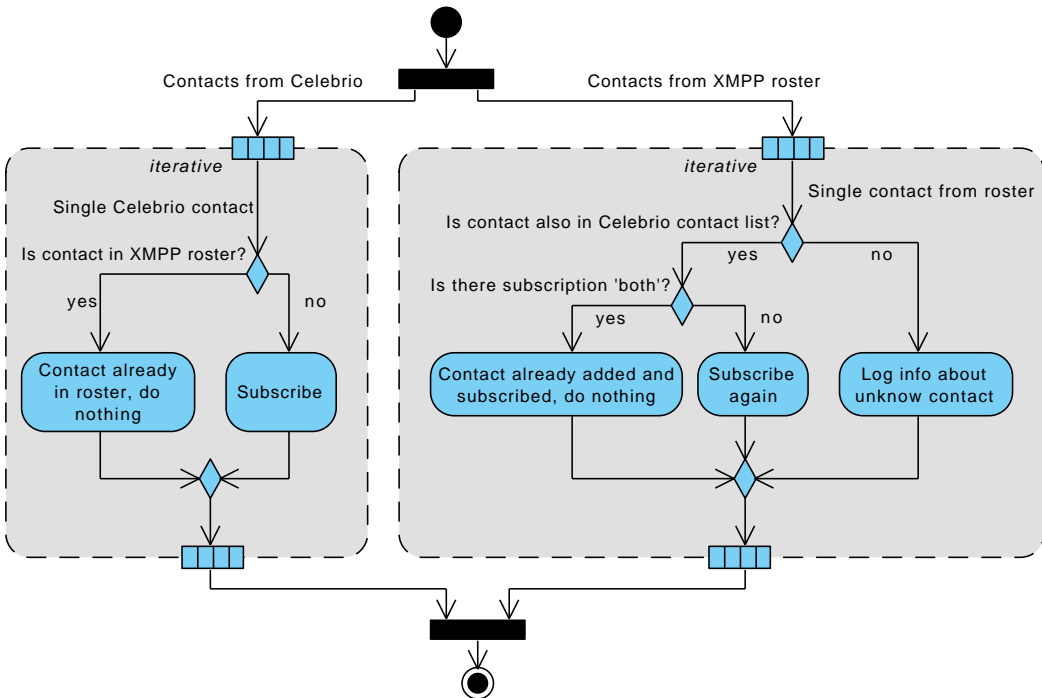 Contacts from Celebrio
Contacts from XMPP roster
iterative
Single Celebrio contact
Is contact in XMPP roster?
yes
no
Contact already
in roster, do
nothing
Subscribe
iterative
Single contact from roster
Is contact also in Celebrio contact list?
yes
no
Is there subscription 'both'?
yes
no
Contact already added and
subscribed, do nothing
Subscribe
again
Log info about
unknow contact